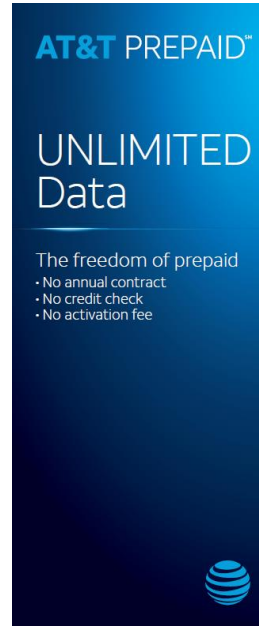 AT&T PREPAID℠
UNLIMITED
Data
The freedom of prepaid
• No annual contract
• No credit check
• No activation fee